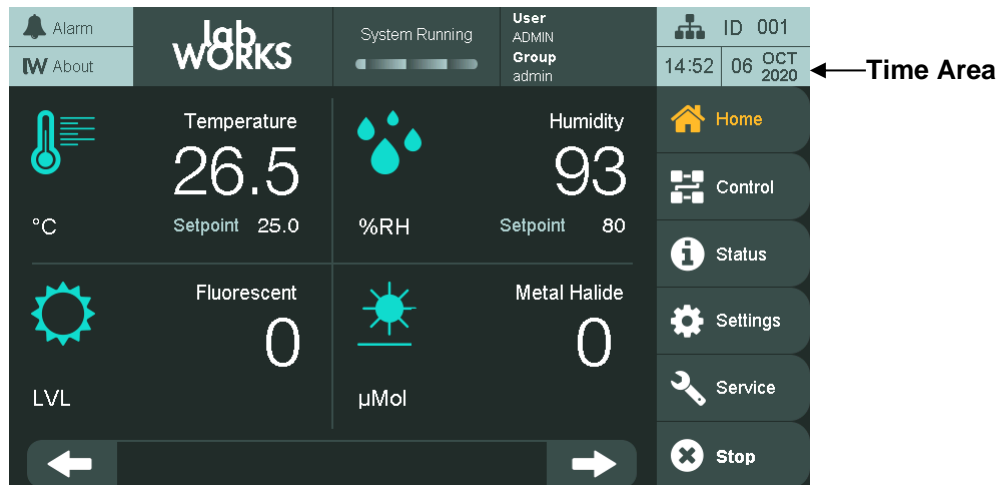 Alarm
IW About
lab
WORKS
System Running
User
ADMIN
Group
admin
ID 001
14:52 06 OCT 2020
Time Area
Temperature
26.5
°C
Setpoint 25.0
Humidity
93
%RH
Setpoint 80
Fluorescent
0
LVL
Metal Halide
0
µMol
Home
Control
Status
Settings
Service
Stop